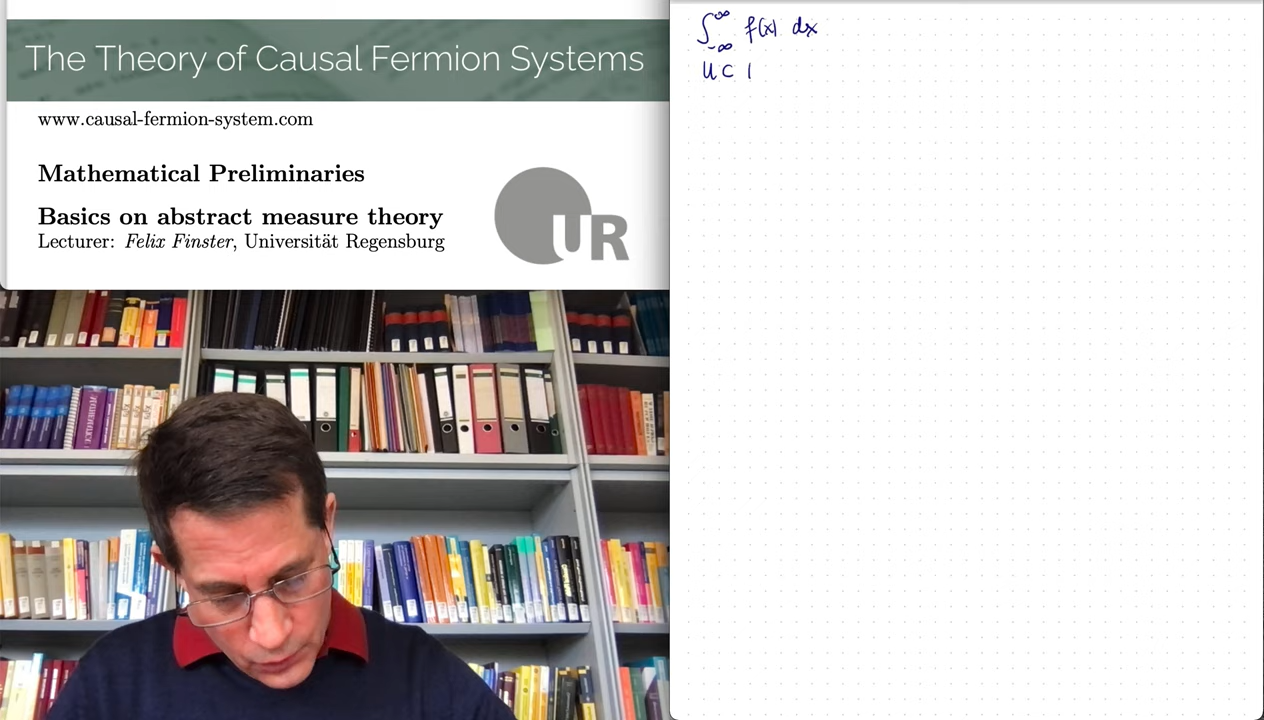 The Theory of Causal Fermion Systems
www.causal-fermion-system.com
Mathematical Preliminaries
Basics on abstract measure theory
Lecturer: Felix Finster, Universität Regensburg
UR
∫_{-∞}^{∞} f(x) dx
U ⊂ |